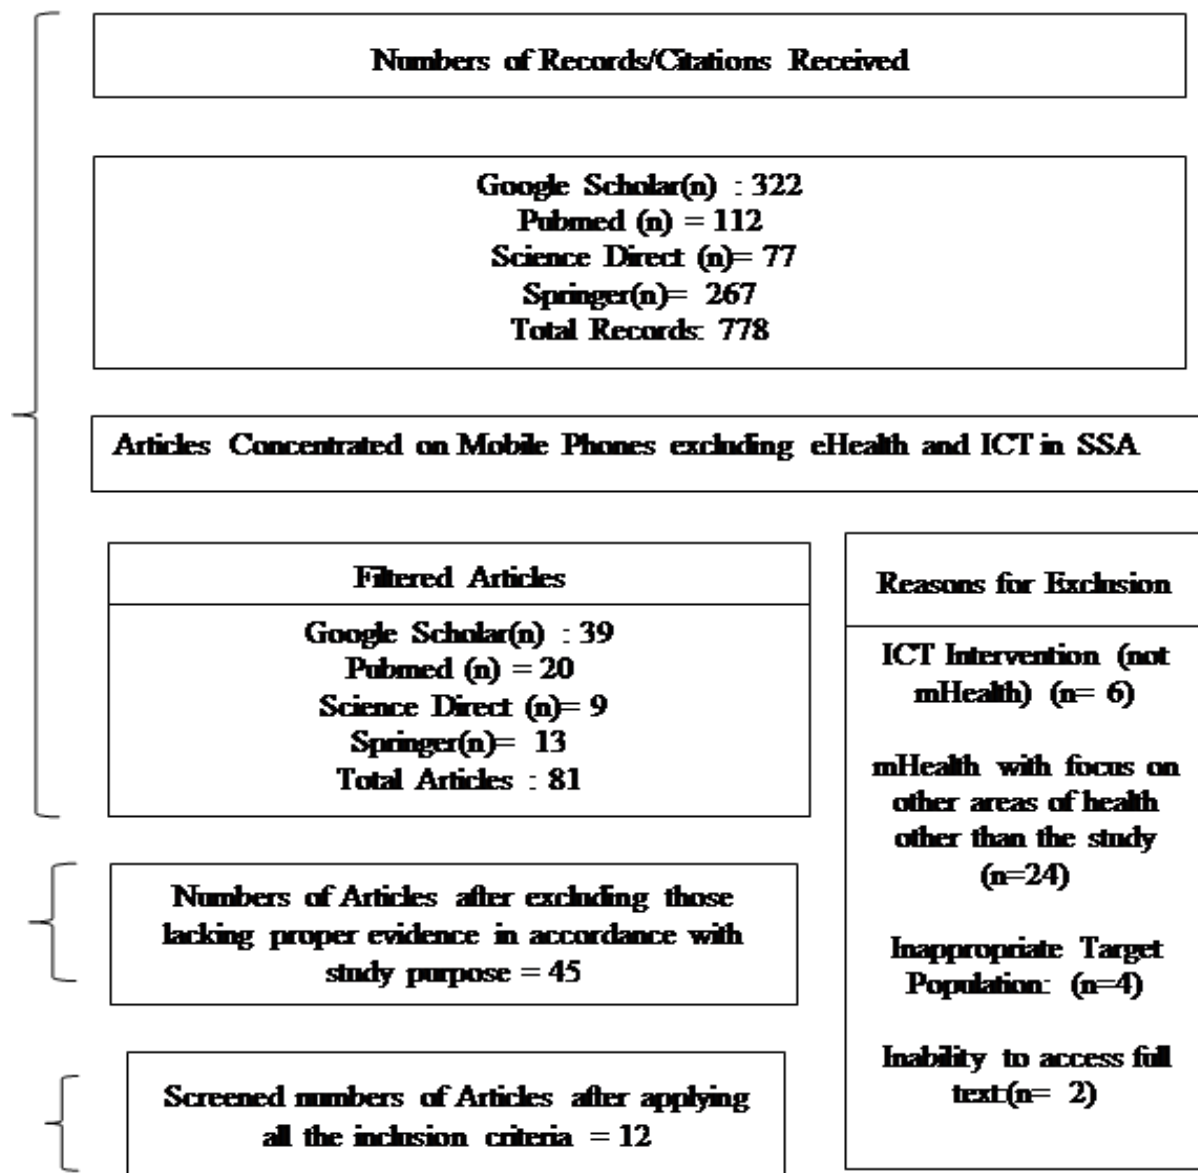 Numbers of Records/Citations Received
Google Scholar(n) : 322
Pubmed (n) = 112
Science Direct (n)= 77
Springer(n)= 267
Total Records: 778
Articles Concentrated on Mobile Phones excluding eHealth and ICT in SSA
Filtered Articles
Google Scholar(n) : 39
Pubmed (n) = 20
Science Direct (n)= 9
Springer(n)= 13
Total Articles : 81
Reasons for Exclusion
ICT Intervention (not
mHealth) (n= 6)
mHealth with focus on
other areas of health
other than the study
(n=24)
Inappropriate Target
Population: (n=4)
Inability to access full
text:(n= 2)
Numbers of Articles after excluding those
lacking proper evidence in accordance with
study purpose = 45
Screened numbers of Articles after applying
all the inclusion criteria = 12